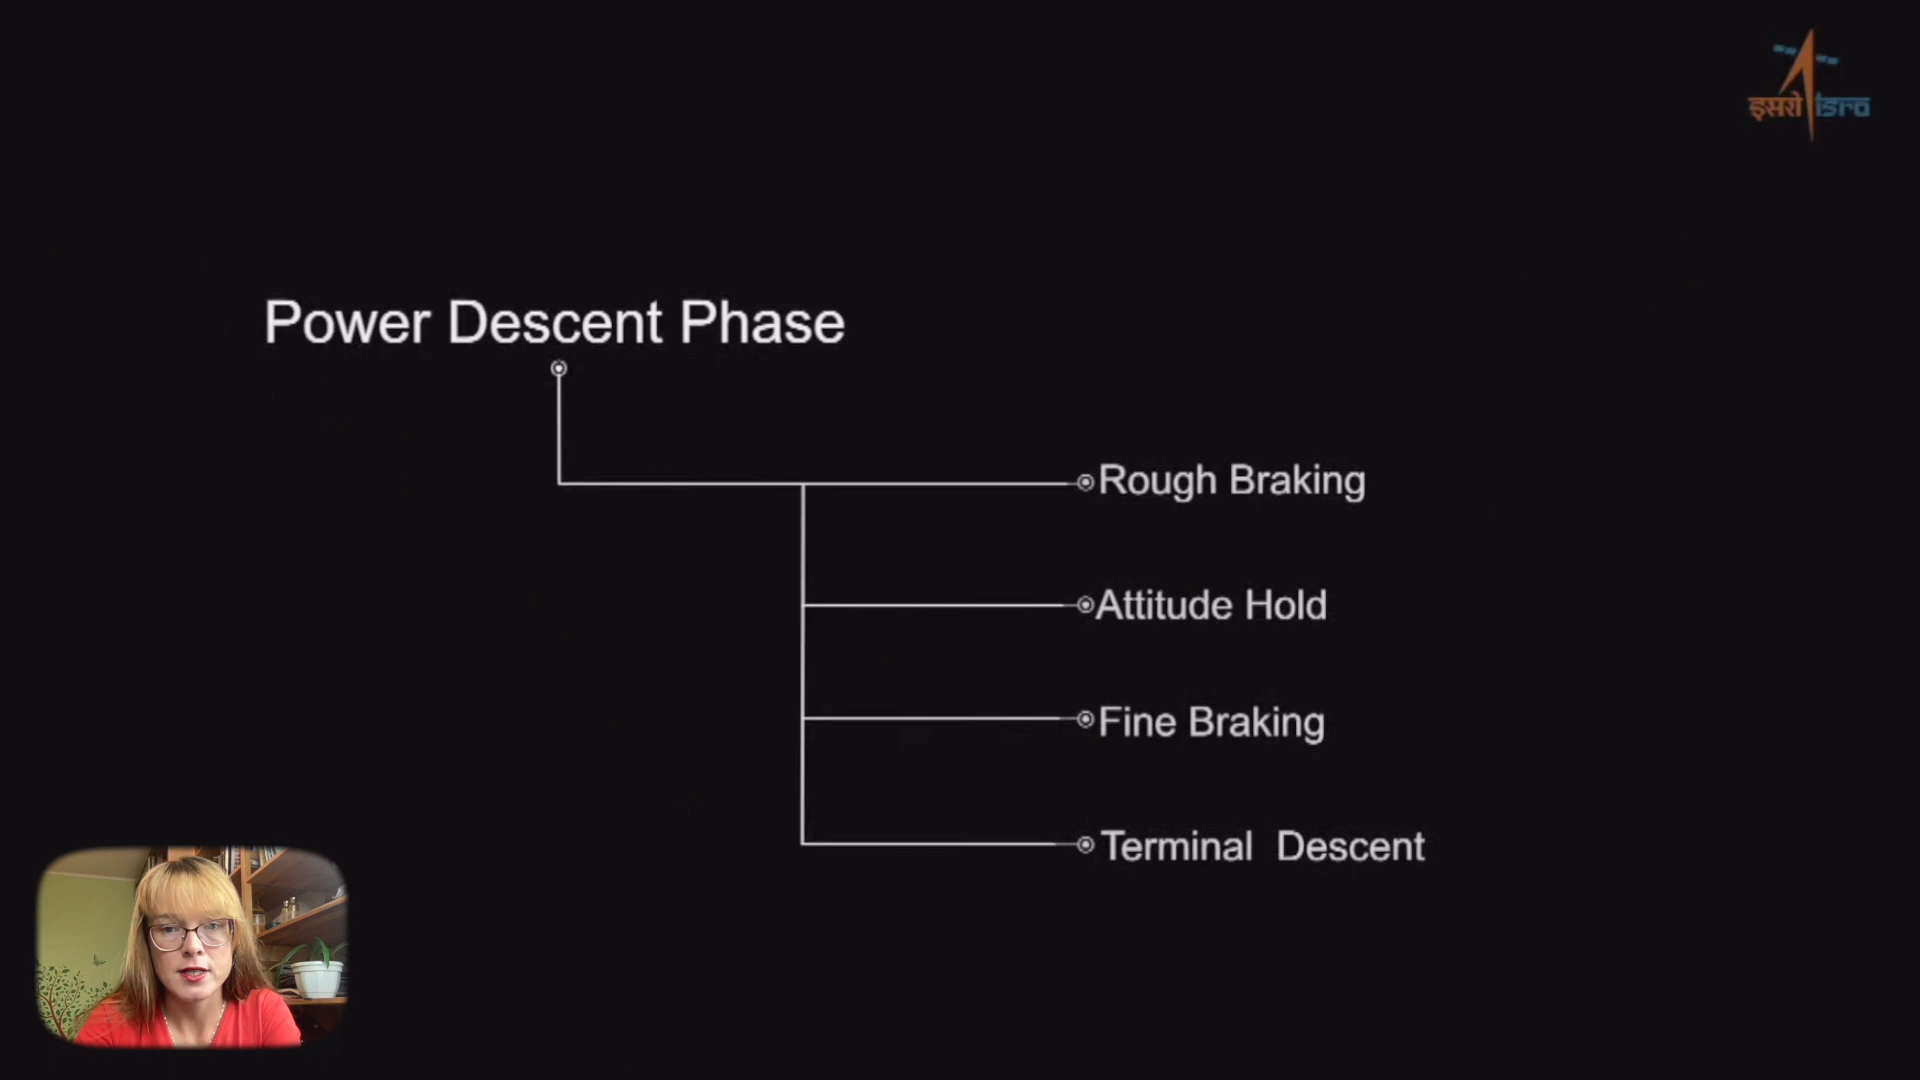 इसरो isro
Power Descent Phase
Rough Braking
Attitude Hold
Fine Braking
Terminal Descent